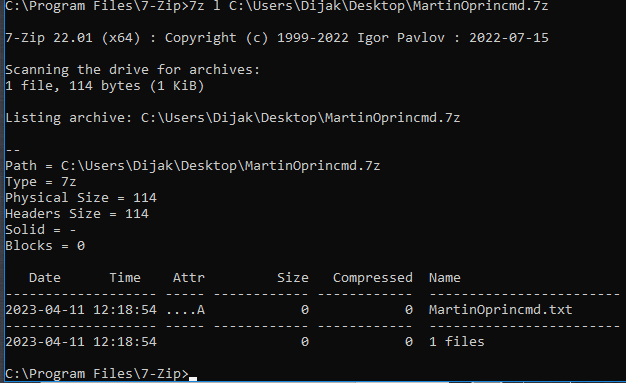 C:\Program Files\7-Zip>7z l C:\Users\Dijak\Desktop\MartinOprincmd.7z
7-Zip 22.01 (x64) : Copyright (c) 1999-2022 Igor Pavlov : 2022-07-15
Scanning the drive for archives:
1 file, 114 bytes (1 KiB)
Listing archive: C:\Users\Dijak\Desktop\MartinOprincmd.7z
--
Path = C:\Users\Dijak\Desktop\MartinOprincmd.7z
Type = 7z
Physical Size = 114
Headers Size = 114
Solid = -
Blocks = 0
   Date      Time    Attr         Size   Compressed  Name
------------------- ----- ------------ ------------  ------------------------
2023-04-11 12:18:54 ....A            0            0  MartinOprincmd.txt
------------------- ----- ------------ ------------  ------------------------
2023-04-11 12:18:54                  0            0  1 files
C:\Program Files\7-Zip>